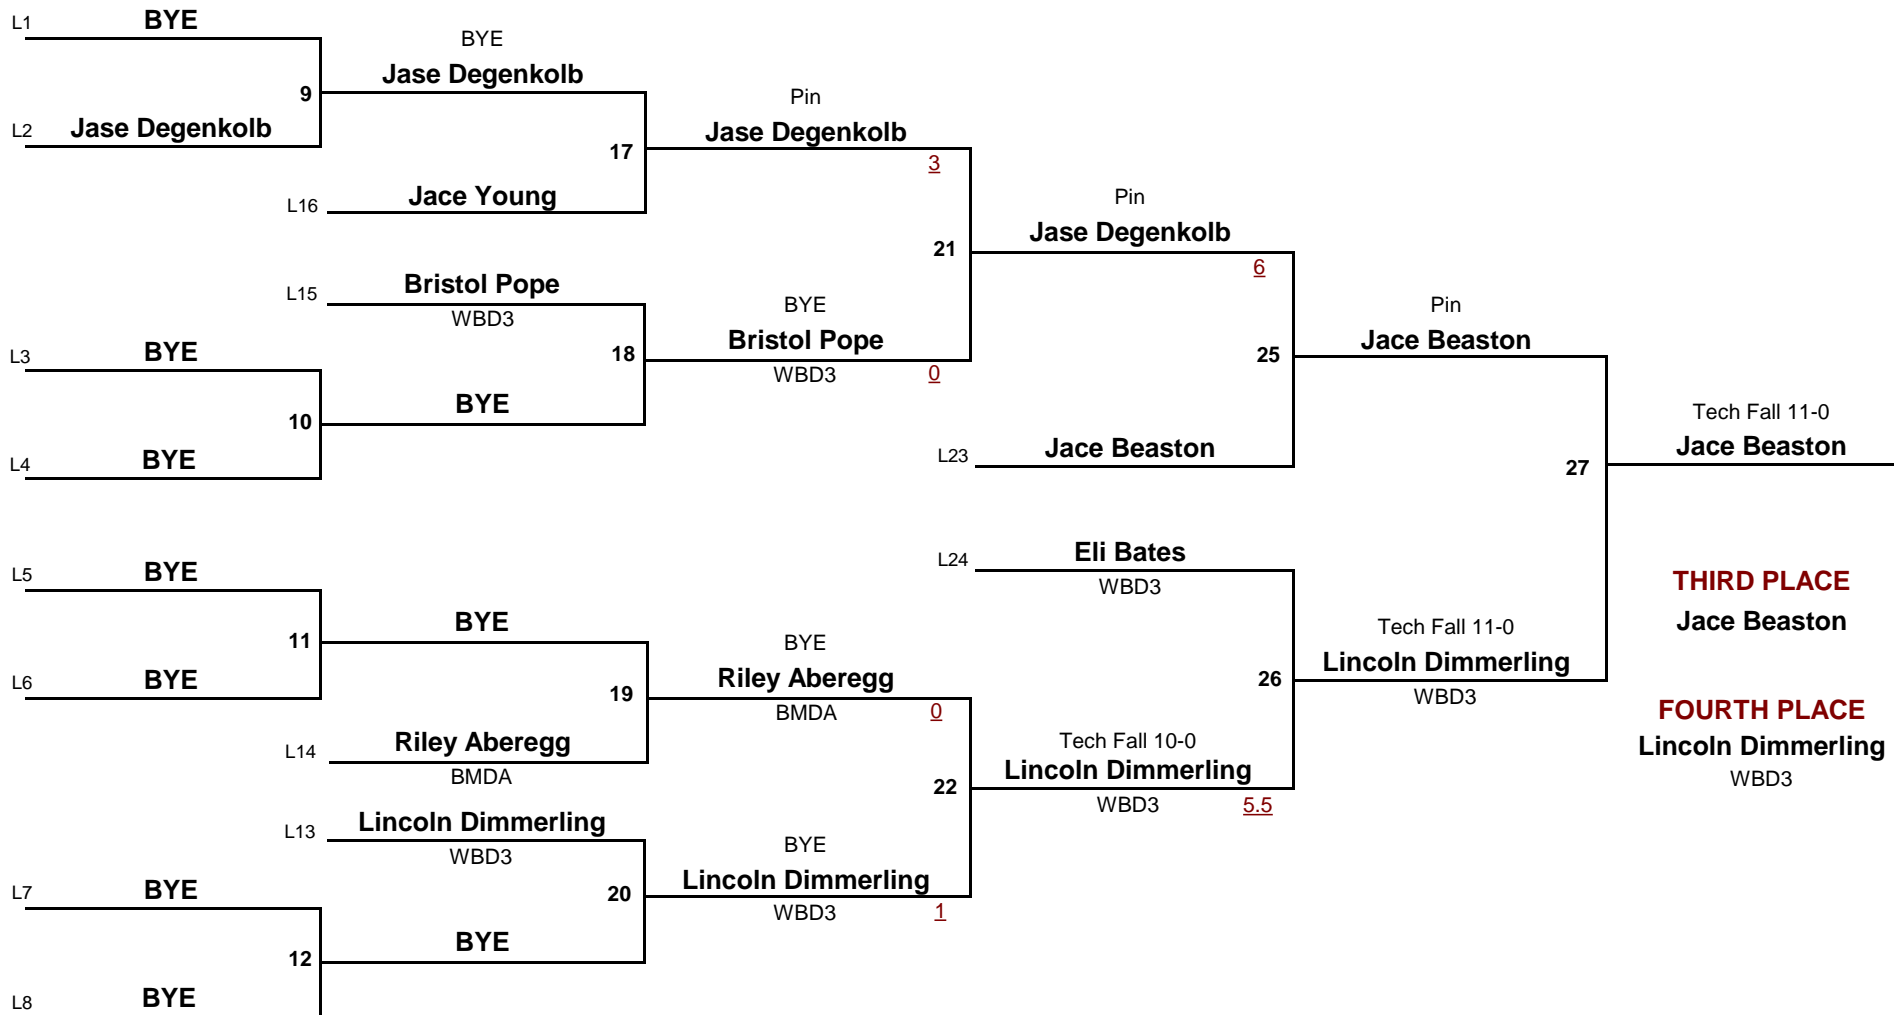 L1
BYE
9
L2
Jase Degenkolb
BYE
Jase Degenkolb
17
L16
Jace Young
Pin
Jase Degenkolb
3
L15
Bristol Pope
WBD3
L3
BYE
10
L4
BYE
BYE
18
BYE
Bristol Pope
WBD3
0
21
Pin
Jase Degenkolb
6
25
L23
Jace Beaston
Pin
Jace Beaston
27
Tech Fall 11-0
Jace Beaston
L5
BYE
11
L6
BYE
BYE
19
L14
Riley Aberegg
BMDA
BYE
Riley Aberegg
BMDA
0
L13
Lincoln Dimmerling
WBD3
20
L7
BYE
12
L8
BYE
BYE
BYE
Lincoln Dimmerling
WBD3
1
22
Tech Fall 10-0
Lincoln Dimmerling
WBD3
5.5
L24
Eli Bates
WBD3
26
Tech Fall 11-0
Lincoln Dimmerling
WBD3
THIRD PLACE
Jace Beaston
FOURTH PLACE
Lincoln Dimmerling
WBD3